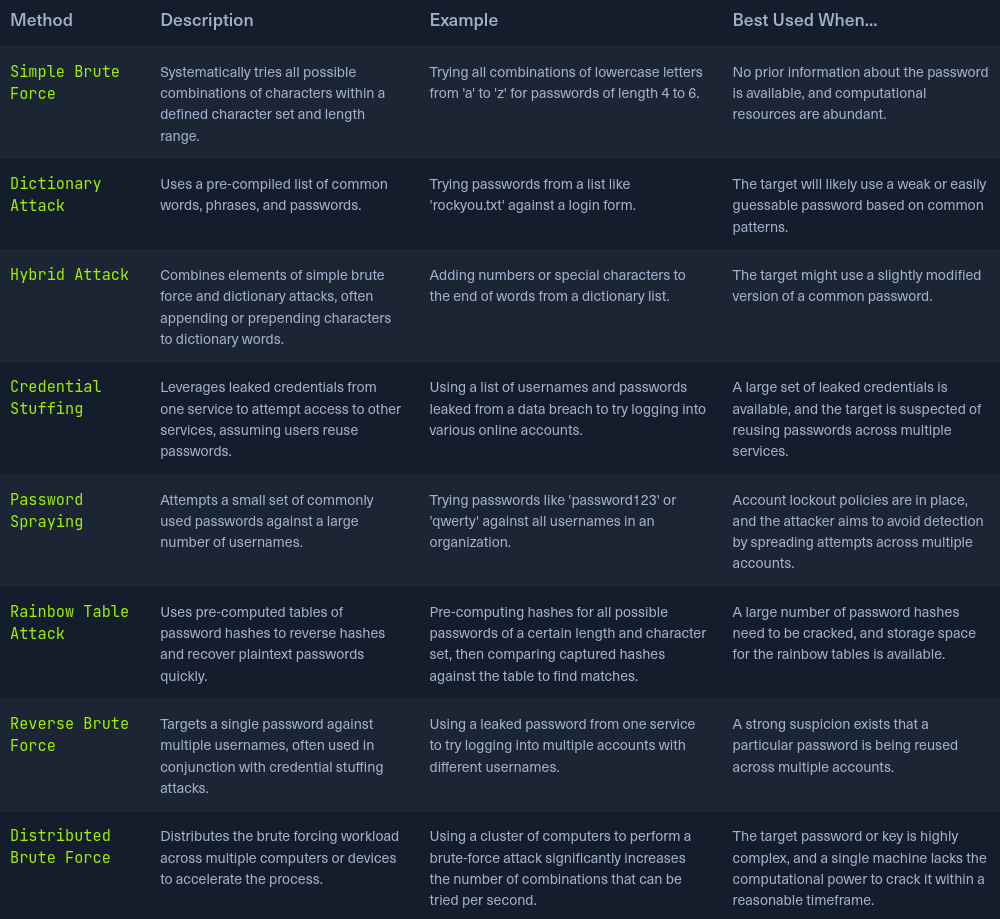 Method Description Example Best Used When...
Simple Brute
Force
Systematically tries all possible
combinations of characters within a
defined character set and length
range.
Trying all combinations of lowercase letters
from 'a' to 'z' for passwords of length 4 to 6.
No prior information about the password
is available, and computational
resources are abundant.
Dictionary
Attack
Uses a pre-compiled list of common
words, phrases, and passwords.
Trying passwords from a list like
'rockyou.txt' against a login form.
The target will likely use a weak or easily
guessable password based on common
patterns.
Hybrid Attack
Combines elements of simple brute
force and dictionary attacks, often
appending or prepending characters
to dictionary words.
Adding numbers or special characters to
the end of words from a dictionary list.
The target might use a slightly modified
version of a common password.
Credential
Stuffing
Leverages leaked credentials from
one service to attempt access to other
services, assuming users reuse
passwords.
Using a list of usernames and passwords
leaked from a data breach to try logging into
various online accounts.
A large set of leaked credentials is
available, and the target is suspected of
reusing passwords across multiple
services.
Password
Spraying
Attempts a small set of commonly
used passwords against a large
number of usernames.
Trying passwords like 'password123' or
'qwerty' against all usernames in an
organization.
Account lockout policies are in place,
and the attacker aims to avoid detection
by spreading attempts across multiple
accounts.
Rainbow Table
Attack
Uses pre-computed tables of
password hashes to reverse hashes
and recover plaintext passwords
quickly.
Pre-computing hashes for all possible
passwords of a certain length and character
set, then comparing captured hashes
against the table to find matches.
A large number of password hashes
need to be cracked, and storage space
for the rainbow tables is available.
Reverse Brute
Force
Targets a single password against
multiple usernames, often used in
conjunction with credential stuffing
attacks.
Using a leaked password from one service
to try logging into multiple accounts with
different usernames.
A strong suspicion exists that a
particular password is being reused
across multiple accounts.
Distributed
Brute Force
Distributes the brute forcing workload
across multiple computers or devices
to accelerate the process.
Using a cluster of computers to perform a
brute-force attack significantly increases
the number of combinations that can be
tried per second.
The target password or key is highly
complex, and a single machine lacks the
computational power to crack it within a
reasonable timeframe.